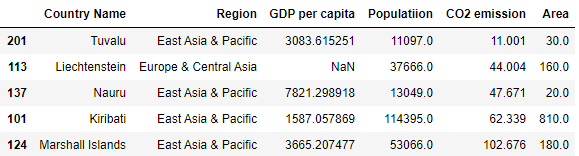 Country Name Region GDP per capita Populatiion CO2 emission Area
201 Tuvalu East Asia & Pacific 3083.615251 11097.0 11.001 30.0
113 Liechtenstein Europe & Central Asia NaN 37666.0 44.004 160.0
137 Nauru East Asia & Pacific 7821.298918 13049.0 47.671 20.0
101 Kiribati East Asia & Pacific 1587.057869 114395.0 62.339 810.0
124 Marshall Islands East Asia & Pacific 3665.207477 53066.0 102.676 180.0